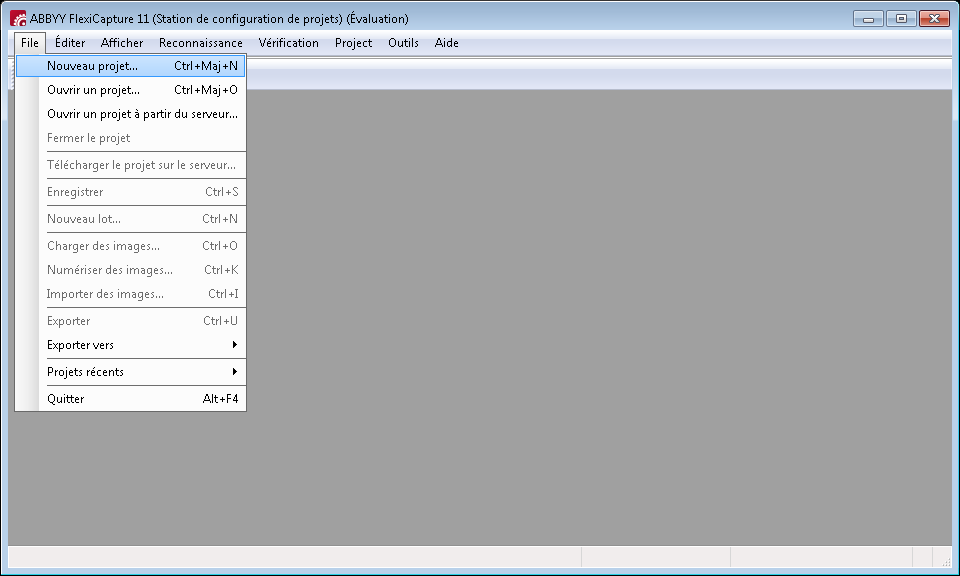 ABBYY FlexiCapture 11 (Station de configuration de projets) (Évaluation)
File Éditer Afficher Reconnaissance Vérification Project Outils Aide
Nouveau projet... Ctrl+Maj+N
Ouvrir un projet... Ctrl+Maj+O
Ouvrir un projet à partir du serveur...
Fermer le projet
Télécharger le projet sur le serveur...
Enregistrer Ctrl+S
Nouveau lot... Ctrl+N
Charger des images... Ctrl+O
Numériser des images... Ctrl+K
Importer des images... Ctrl+I
Exporter Ctrl+U
Exporter vers
Projets récents
Quitter Alt+F4